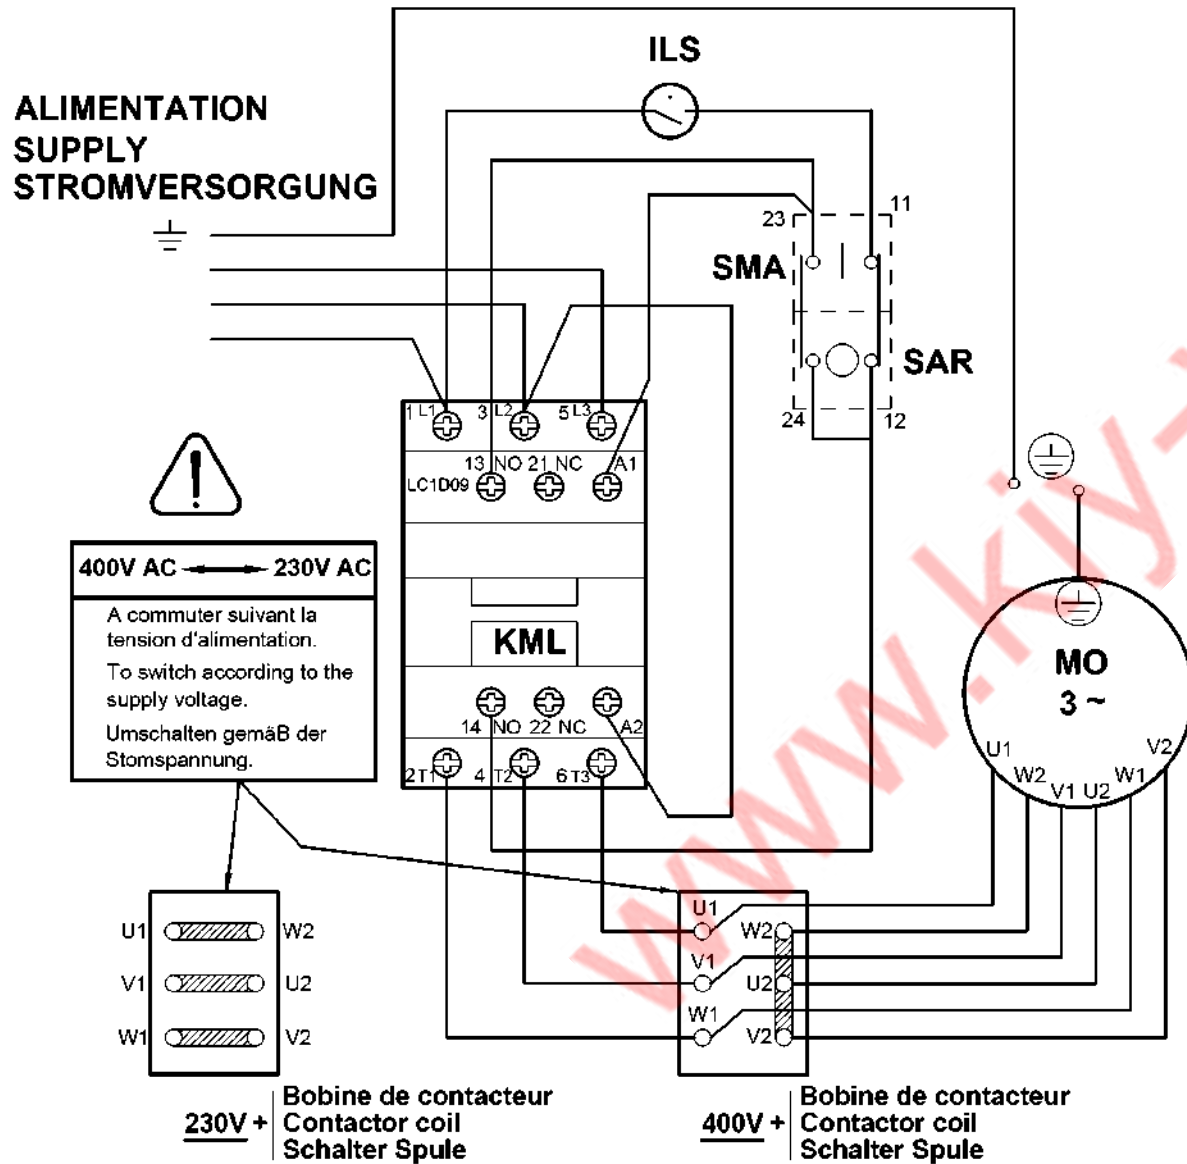 ILS
ALIMENTATION
SUPPLY
STROMVERSORGUNG
23
11
SMA
SAR
24
12
1 L1 3 L2 5 L3
13 NO 21 NC A1
LC1D09
400V AC 230V AC
A commuter suivant la
tension d'alimentation.
To switch according to the
supply voltage.
Umschalten gemäB der
Stomspannung.
KML
14 NO 22 NC A2
2 T1 4 T2 6 T3
MO
3 ~
U1
W2
V1
U2
W1
V2
U1 W2
V1 U2
W1 V2
U1
W2
V1
U2
W1
V2
230V +
Bobine de contacteur
Contactor coil
Schalter Spule
400V +
Bobine de contacteur
Contactor coil
Schalter Spule